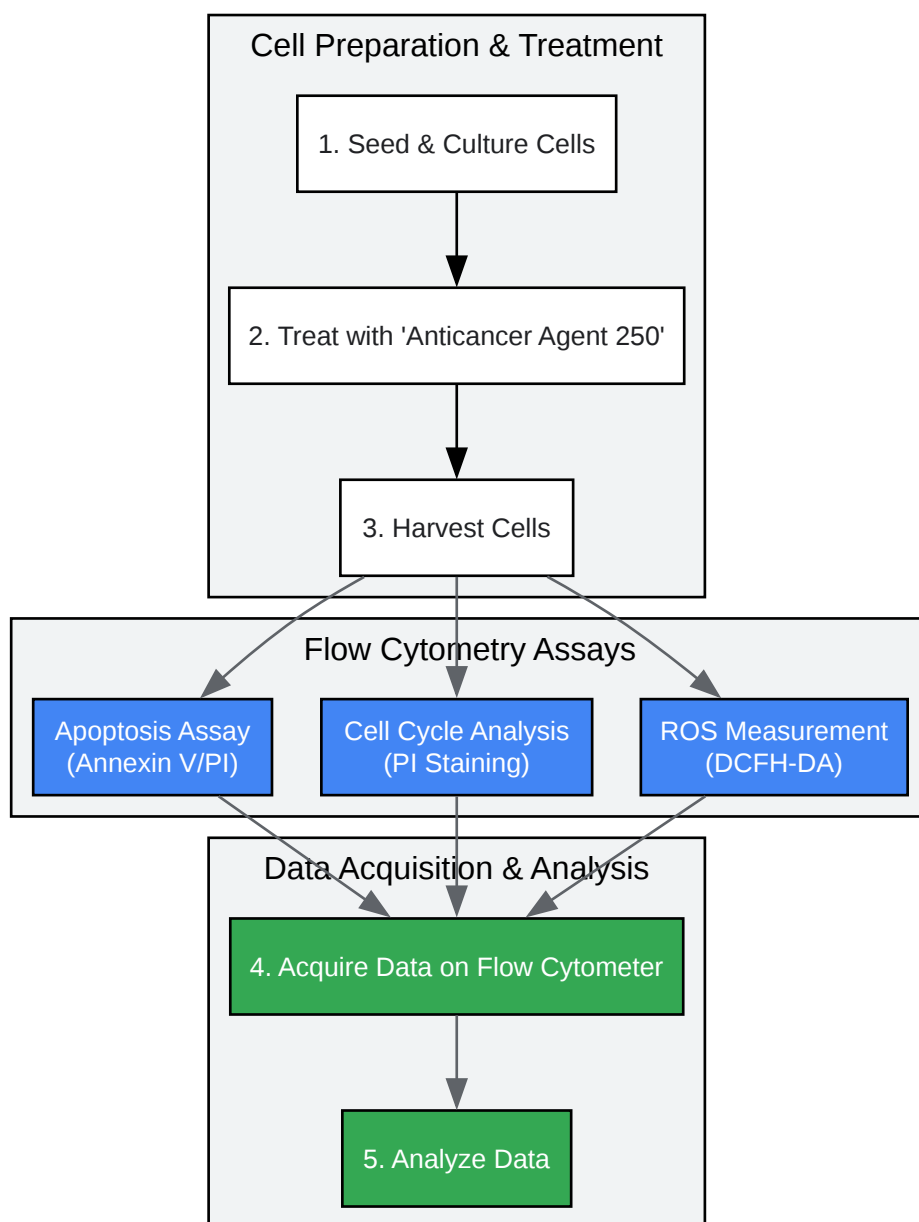 Cell Preparation & Treatment
1. Seed & Culture Cells
2. Treat with 'Anticancer Agent 250'
3. Harvest Cells
Flow Cytometry Assays
Apoptosis Assay
(Annexin V/PI)
Cell Cycle Analysis
(PI Staining)
ROS Measurement
(DCFH-DA)
Data Acquisition & Analysis
4. Acquire Data on Flow Cytometer
5. Analyze Data